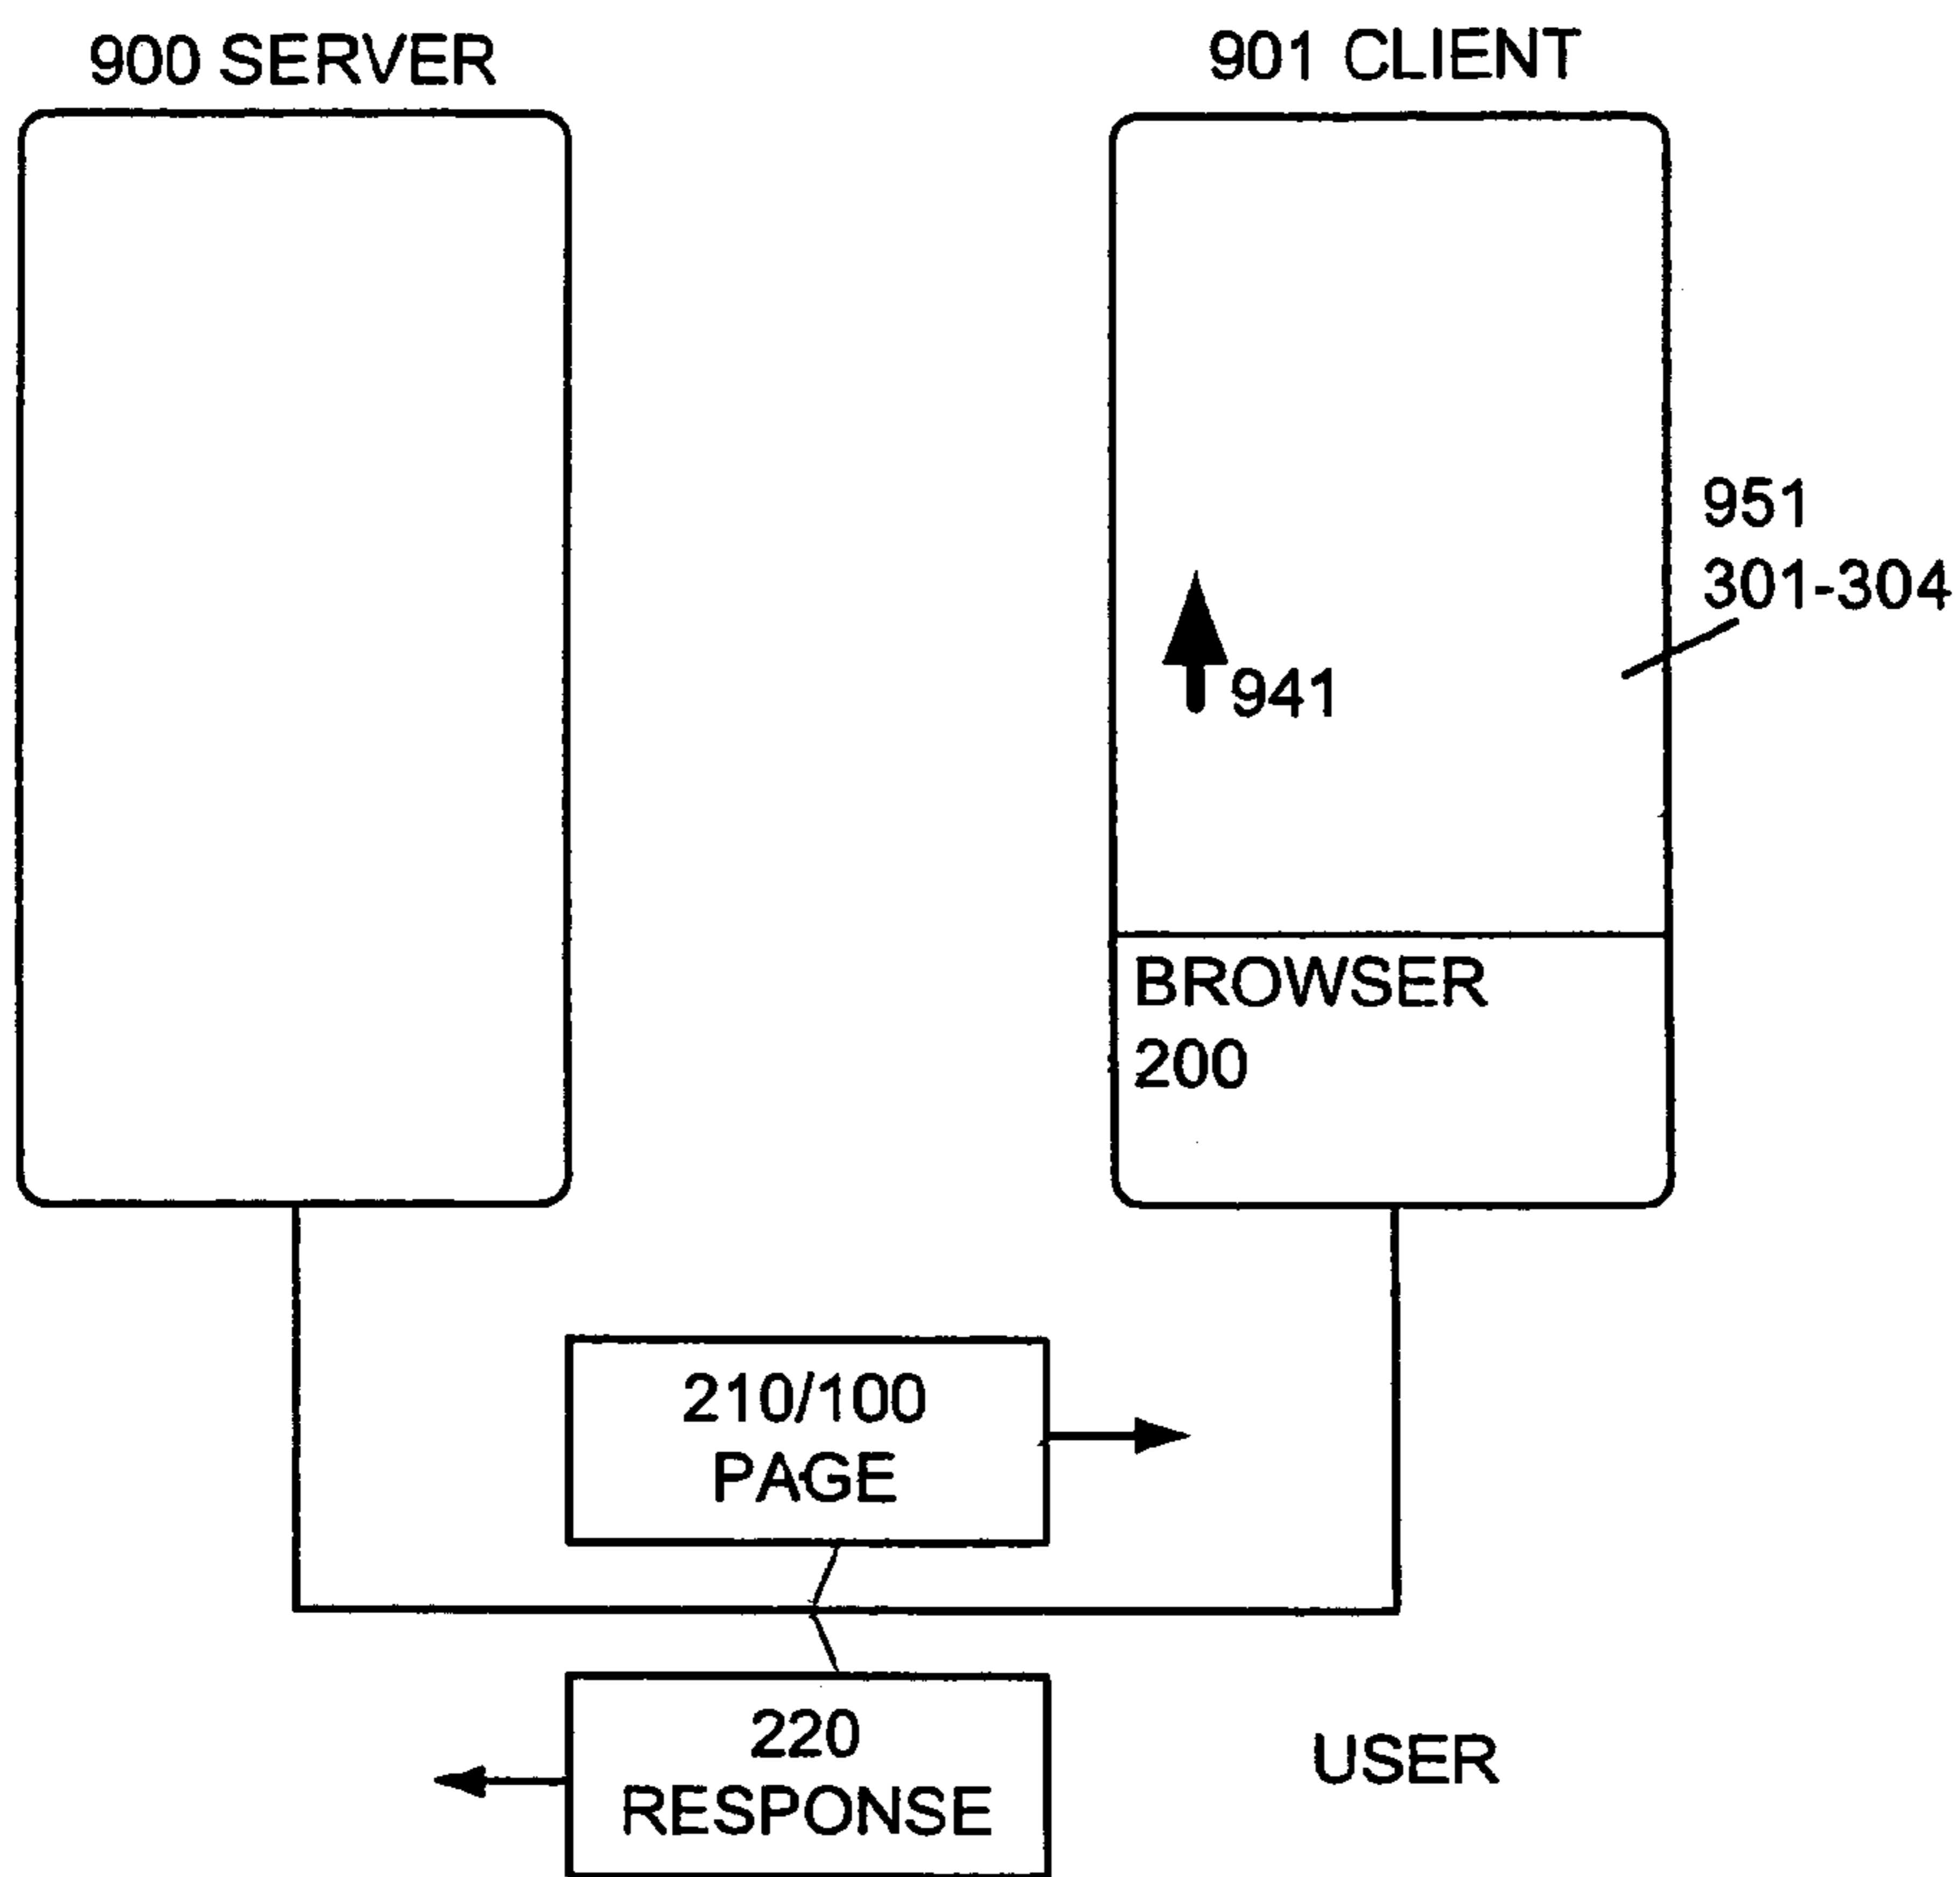 900 SERVER
901 CLIENT
951
301-304
941
BROWSER
200
210/100
PAGE
220
RESPONSE
USER